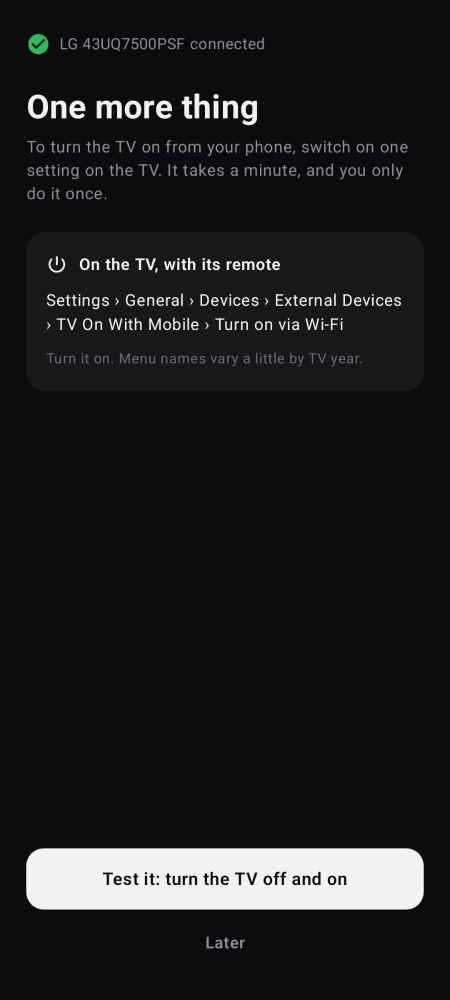 LG 43UQ7500PSF connected
One more thing
To turn the TV on from your phone, switch on one
setting on the TV. It takes a minute, and you only
do it once.
On the TV, with its remote
Settings › General › Devices › External Devices
› TV On With Mobile › Turn on via Wi-Fi
Turn it on. Menu names vary a little by TV year.
Test it: turn the TV off and on
Later